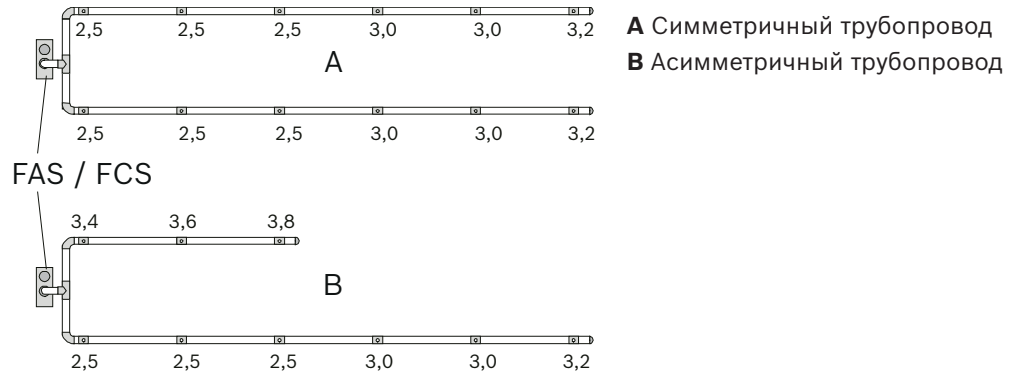 2,5 2,5 2,5 3,0 3,0 3,2
A
2,5 2,5 2,5 3,0 3,0 3,2
FAS / FCS
3,4 3,6 3,8
B
2,5 2,5 2,5 3,0 3,0 3,2
A Симметричный трубопровод
B Асимметричный трубопровод